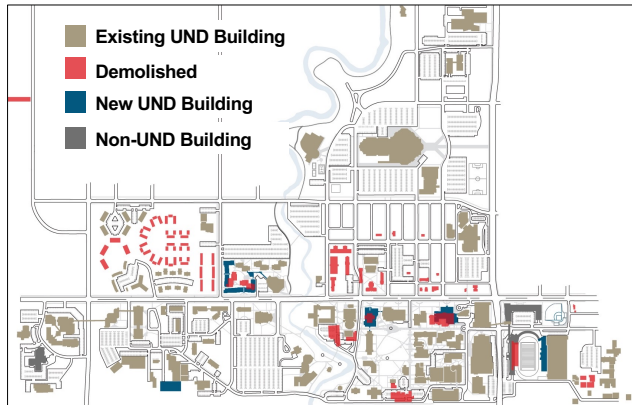 Existing UND Building
Demolished
New UND Building
Non-UND Building